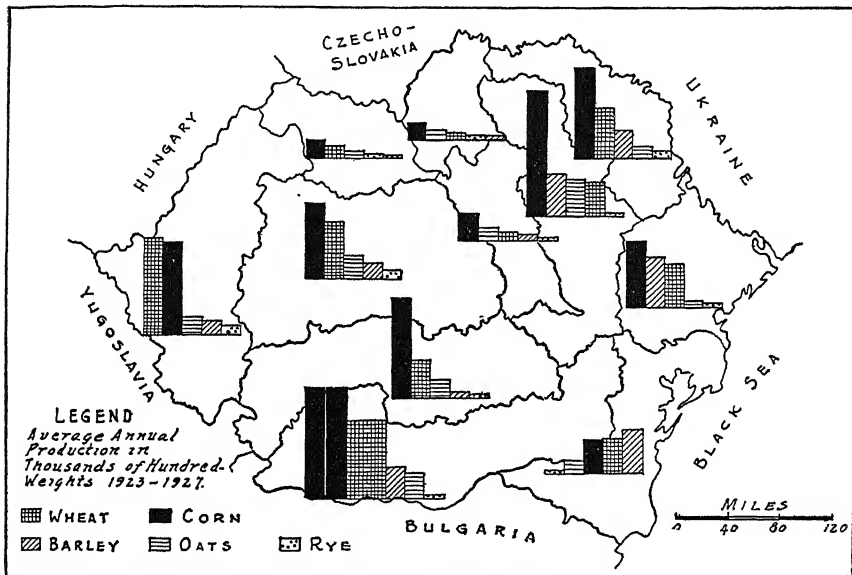 CZECHO-
SLOVAKIA
UKRAINE
HUNGARY
YUGOSLAVIA
BLACK SEA
BULGARIA
LEGEND
Average Annual
Production in
Thousands of Hundred-
Weights 1923-1927.
WHEAT
CORN
BARLEY
OATS
RYE
MILES
0 40 80 120